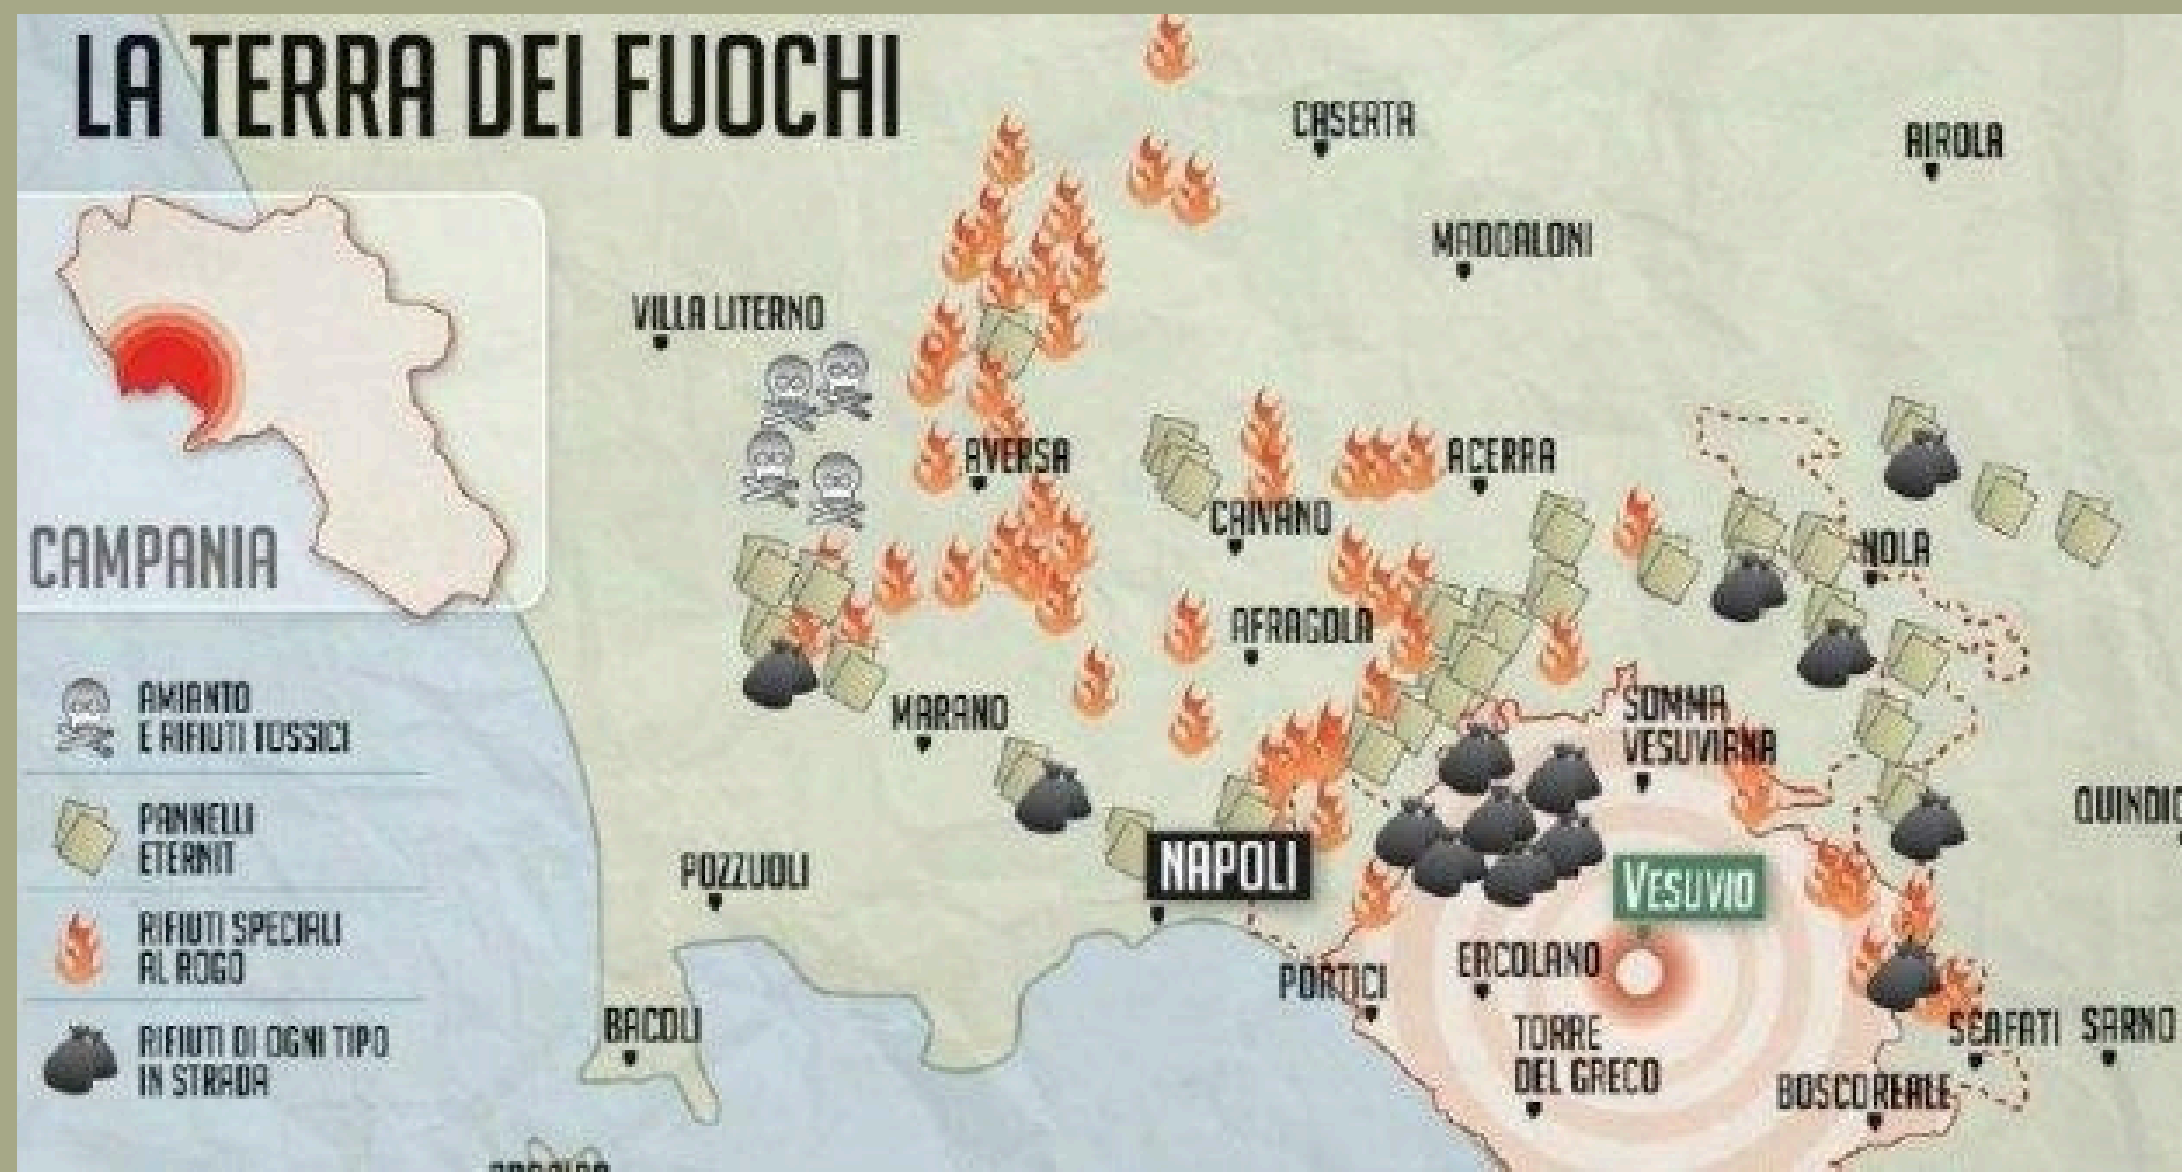 LA TERRA DEI FUOCHI
CASERTA
AIROLA
MADDALONI
VILLA LITERNO
AVERSA
ACERRA
CAIVANO
NOLA
CAMPANIA
AFRAGOLA
AMIANTO
E RIFIUTI TOSSICI
MARANO
SOMMA
VESUVIANA
PANNELLI
ETERNIT
NAPOLI
POZZUOLI
VESUVIO
RIFIUTI SPECIALI
AL ROGO
PORTICI
ERCOLANO
BACOLI
TORRE
DEL GRECO
SCAFATI
SARNO
RIFIUTI DI OGNI TIPO
IN STRADA
BOSCOREALE